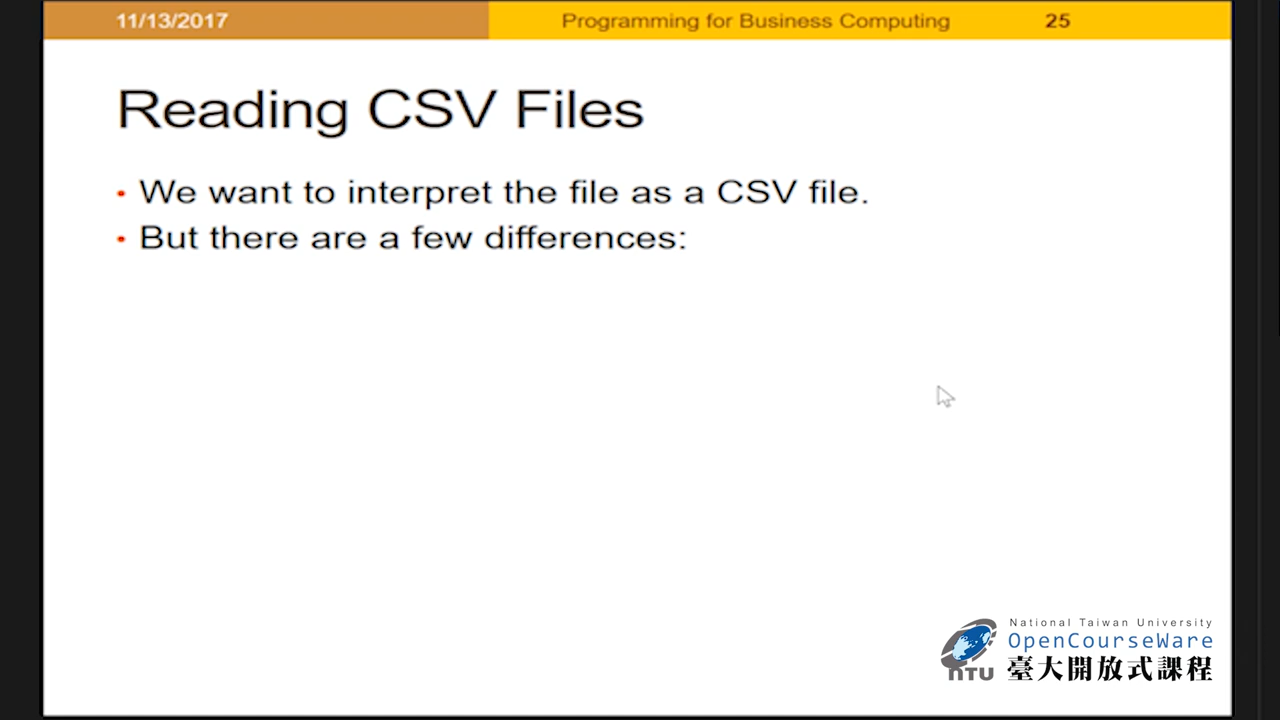 11/13/2017
Programming for Business Computing
25
Reading CSV Files
• We want to interpret the file as a CSV file.
• But there are a few differences:
National Taiwan University
OpenCourseWare
NTU
臺大開放式課程